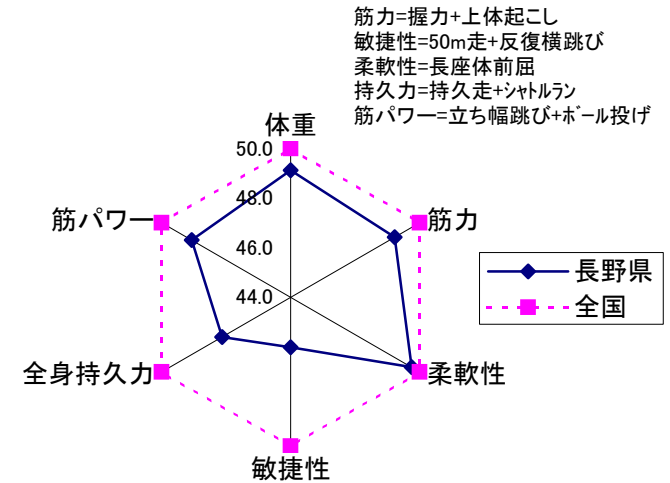 筋力=握力+上体起こし
敏捷性=50m走+反復横跳び
柔軟性=長座体前屈
持久力=持久走+シャトルラン
筋パワー=立ち幅跳び+ボール投げ
体重
50.0
48.0
46.0
44.0
筋パワー
筋力
長野県
全国
全身持久力
柔軟性
敏捷性